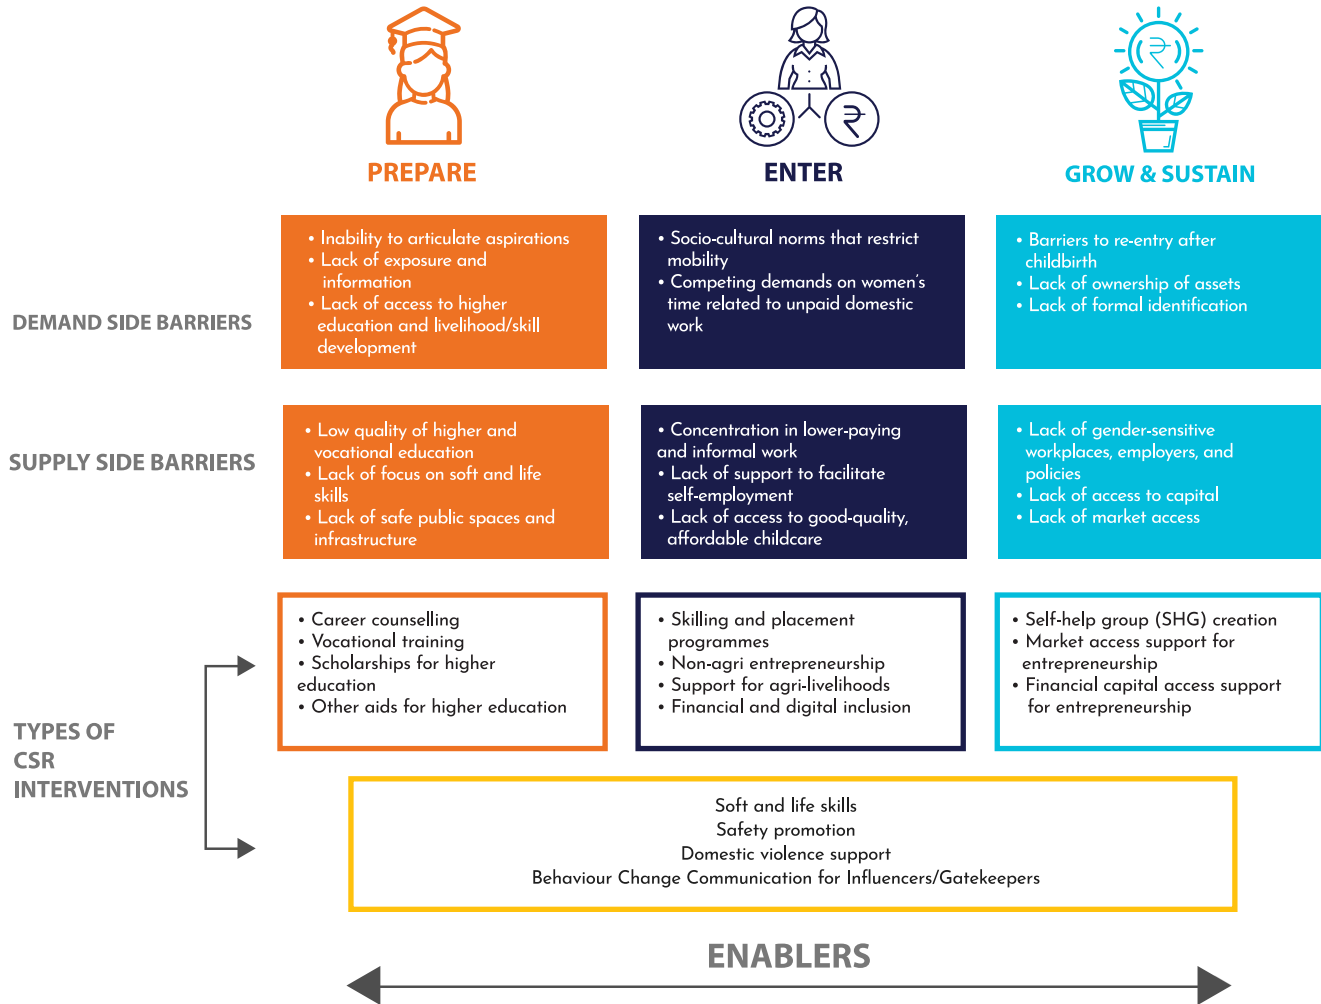 PREPARE
ENTER
GROW & SUSTAIN
DEMAND SIDE BARRIERS
• Inability to articulate aspirations
• Lack of exposure and
information
• Lack of access to higher
education and livelihood/skill
development
• Socio-cultural norms that restrict
mobility
• Competing demands on women's
time related to unpaid domestic
work
• Barriers to re-entry after
childbirth
• Lack of ownership of assets
• Lack of formal identification
SUPPLY SIDE BARRIERS
• Low quality of higher and
vocational education
• Lack of focus on soft and life
skills
• Lack of safe public spaces and
infrastructure
• Concentration in lower-paying
and informal work
• Lack of support to facilitate
self-employment
• Lack of access to good-quality,
affordable childcare
• Lack of gender-sensitive
workplaces, employers, and
policies
• Lack of access to capital
• Lack of market access
TYPES OF
CSR
INTERVENTIONS
• Career counselling
• Vocational training
• Scholarships for higher
education
• Other aids for higher education
• Skilling and placement
programmes
• Non-agri entrepreneurship
• Support for agri-livelihoods
• Financial and digital inclusion
• Self-help group (SHG) creation
• Market access support for
entrepreneurship
• Financial capital access support
for entrepreneurship
Soft and life skills
Safety promotion
Domestic violence support
Behaviour Change Communication for Influencers/Gatekeepers
ENABLERS